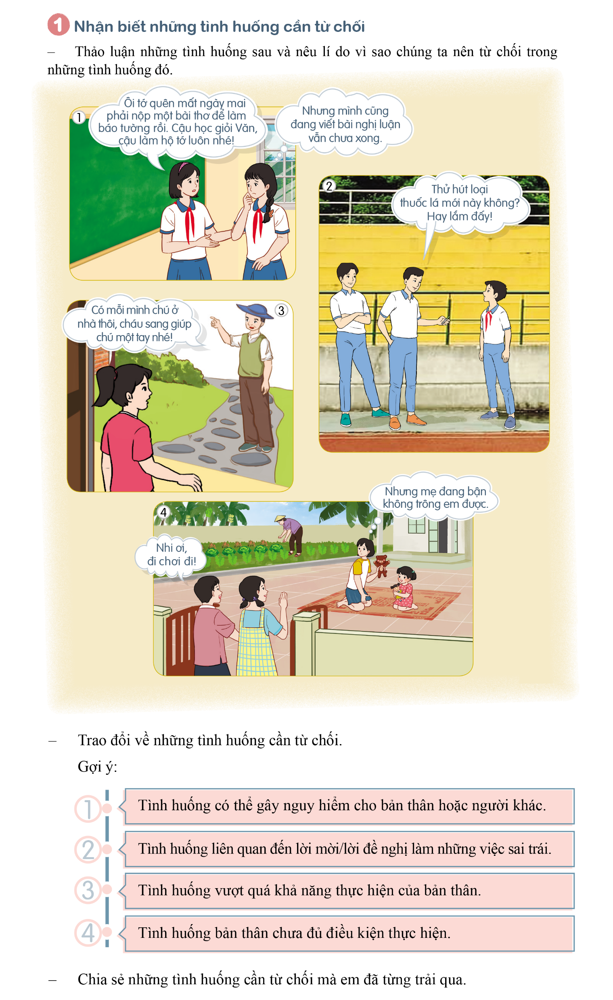 1 Nhận biết những tình huống cần từ chối
– Thảo luận những tình huống sau và nêu lí do vì sao chúng ta nên từ chối trong
những tình huống đó.
1
Ôi tớ quên mất ngày mai
phải nộp một bài thơ để làm
báo tường rồi. Cậu học giỏi Văn,
cậu làm hộ tớ luôn nhé!
Nhưng mình cũng
đang viết bài nghị luận
vẫn chưa xong.
2
Thử hút loại
thuốc lá mới này không?
Hay lắm đấy!
3
Có mỗi mình chú ở
nhà thôi, cháu sang giúp
chú một tay nhé!
4
Nhưng mẹ đang bận
không trông em được.
Nhi ơi,
đi chơi đi!
– Trao đổi về những tình huống cần từ chối.
Gợi ý:
1 Tình huống có thể gây nguy hiểm cho bản thân hoặc người khác.
2 Tình huống liên quan đến lời mời/lời đề nghị làm những việc sai trái.
3 Tình huống vượt quá khả năng thực hiện của bản thân.
4 Tình huống bản thân chưa đủ điều kiện thực hiện.
– Chia sẻ những tình huống cần từ chối mà em đã từng trải qua.